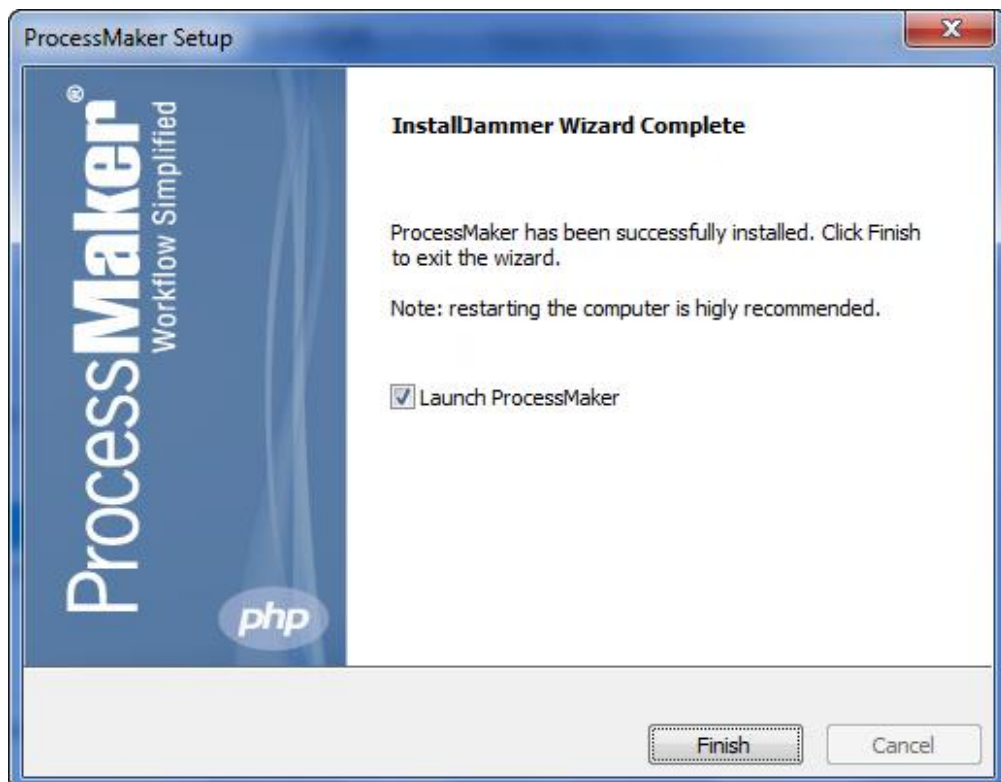 ProcessMaker Setup
ProcessMaker®
Workflow Simplified
php
InstallJammer Wizard Complete
ProcessMaker has been successfully installed. Click Finish
to exit the wizard.
Note: restarting the computer is higly recommended.
Launch ProcessMaker
Finish
Cancel